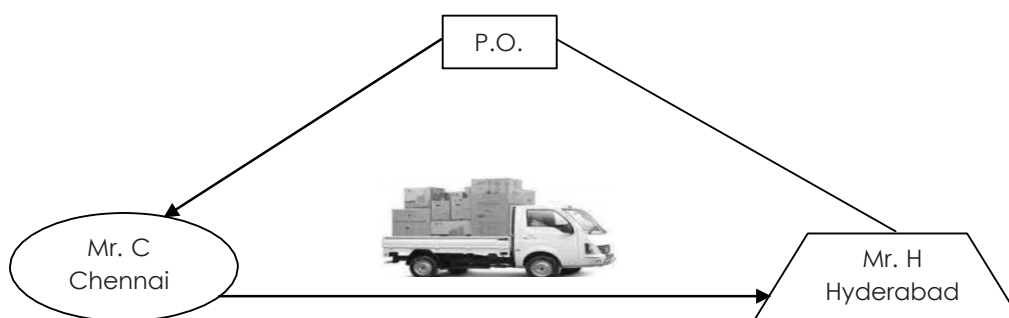 P.O.
Mr. C
Chennai
Mr. H
Hyderabad